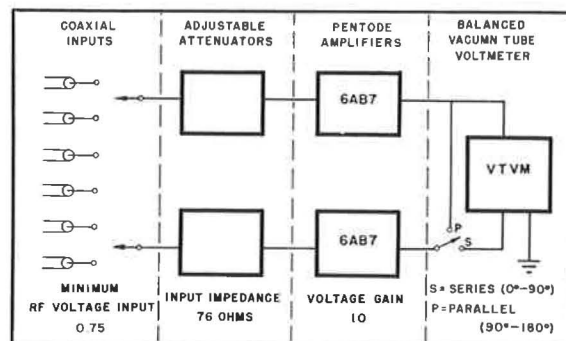 COAXIAL
INPUTS
ADJUSTABLE
ATTENUATORS
PENTODE
AMPLIFIERS
BALANCED
VACUMN TUBE
VOLTMETER
6AB7
VTVM
6AB7
P
S
MINIMUM
RF VOLTAGE INPUT
0.75
INPUT IMPEDANCE
76 OHMS
VOLTAGE GAIN
10
S= SERIES (0°-90°)
P=PARALLEL
(90°-180°)